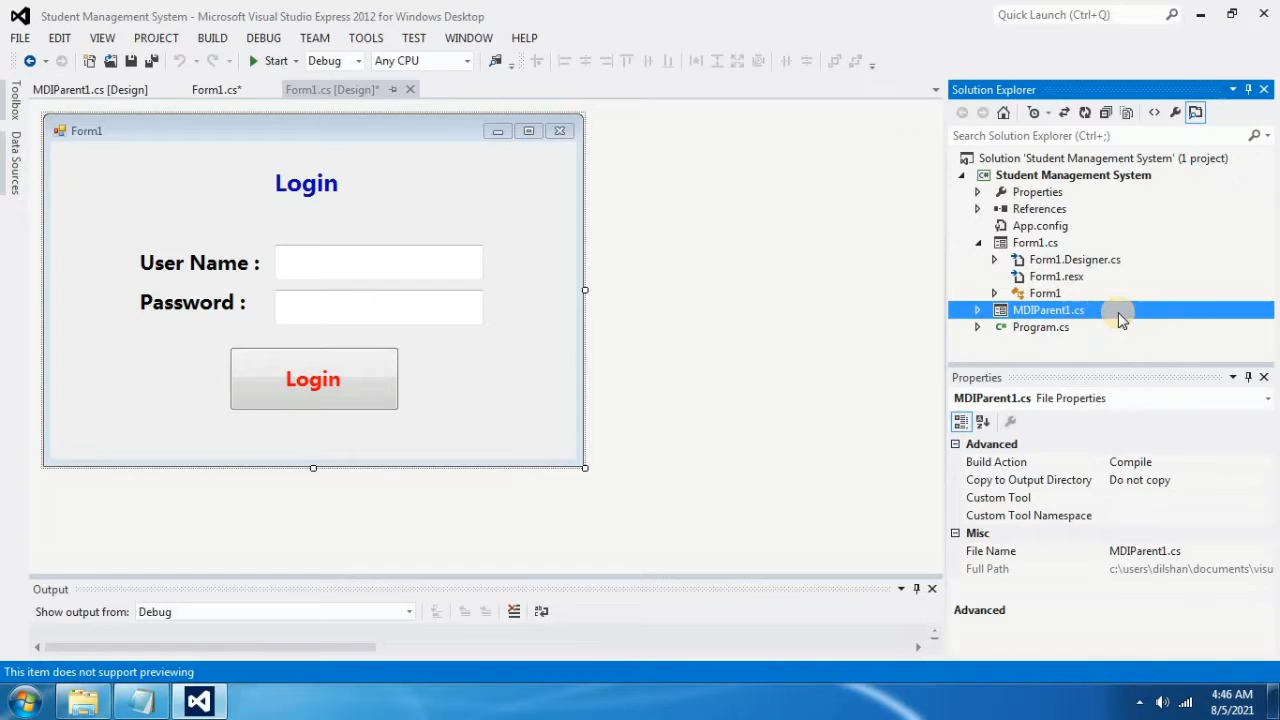 Student Management System - Microsoft Visual Studio Express 2012 for Windows Desktop
Quick Launch (Ctrl+Q)
FILE EDIT VIEW PROJECT BUILD DEBUG TEAM TOOLS TEST WINDOW HELP
Start Debug Any CPU
Toolbox
Data Sources
MDIParent1.cs [Design] Form1.cs* Form1.cs [Design]*
Form1
Login
User Name :
Password :
Login
Output
Show output from: Debug
Solution Explorer
Search Solution Explorer (Ctrl+;)
Solution 'Student Management System' (1 project)
Student Management System
Properties
References
App.config
Form1.cs
Form1.Designer.cs
Form1.resx
Form1
MDIParent1.cs
Program.cs
Properties
MDIParent1.cs File Properties
Advanced
Build Action Compile
Copy to Output Directory Do not copy
Custom Tool
Custom Tool Namespace
Misc
File Name MDIParent1.cs
Full Path c:\users\dilshan\documents\visu
Advanced
This item does not support previewing
4:46 AM
8/5/2021